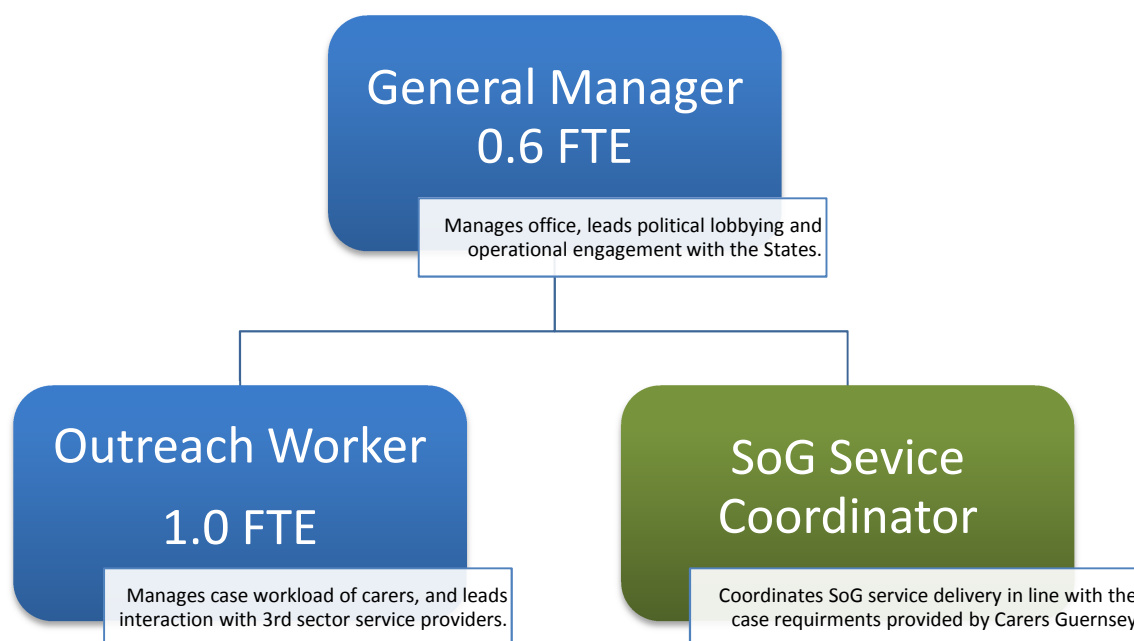 General Manager
0.6 FTE
Manages office, leads political lobbying and
operational engagement with the States.
Outreach Worker
1.0 FTE
Manages case workload of carers, and leads
interaction with 3rd sector service providers.
SoG Sevice
Coordinator
Coordinates SoG service delivery in line with the
case requirments provided by Carers Guernsey